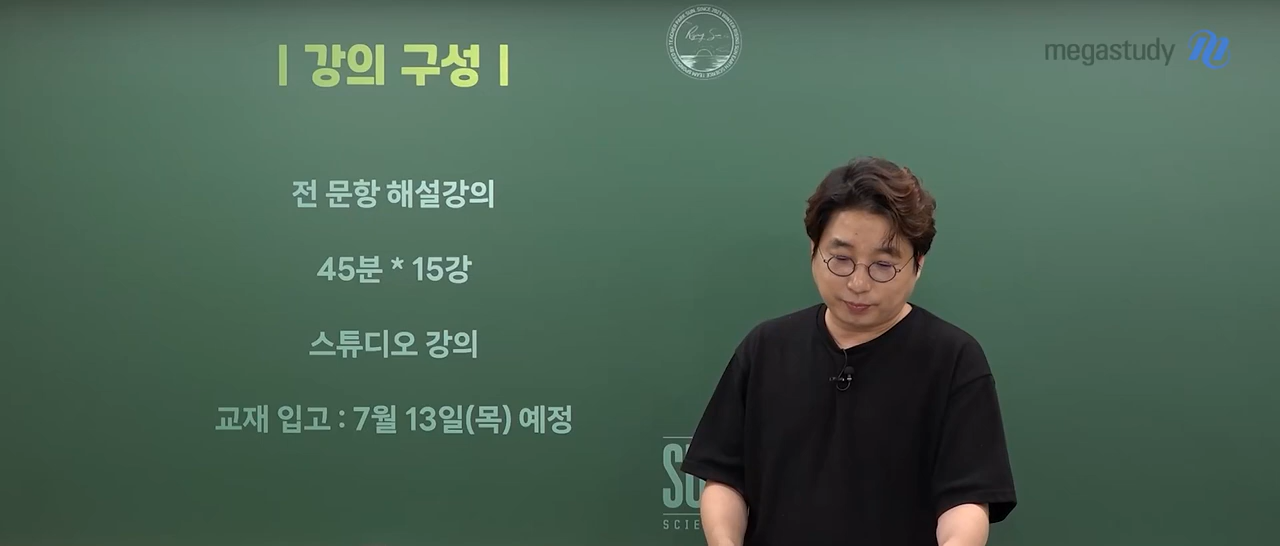 | 강의 구성 |
megastudy
전 문항 해설강의
45분 * 15강
스튜디오 강의
교재 입고 : 7월 13일(목) 예정